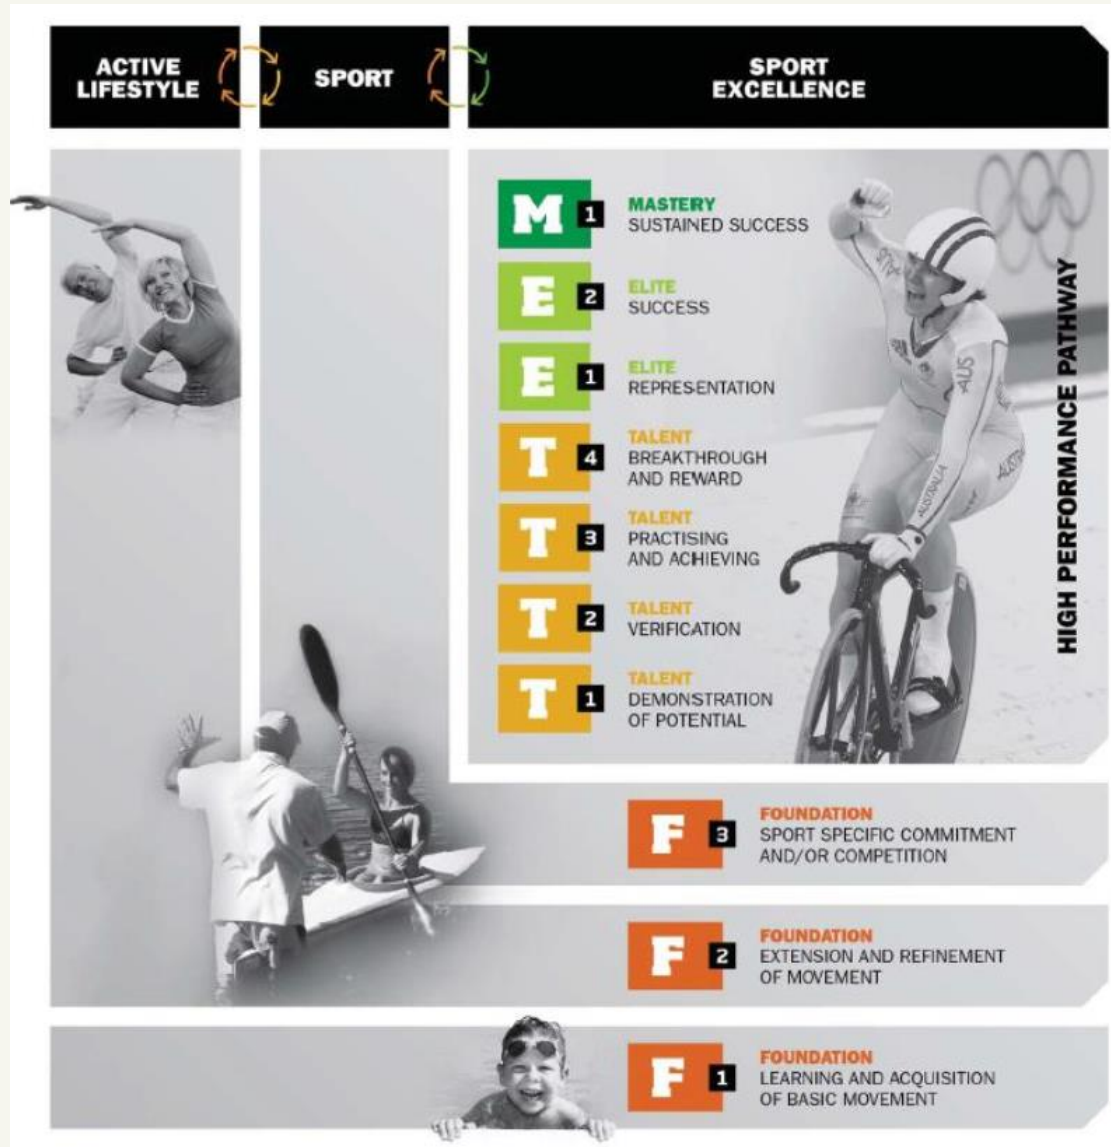 ACTIVE
LIFESTYLE
SPORT
SPORT
EXCELLENCE
M 1
MASTERY
SUSTAINED SUCCESS
E 2
ELITE
SUCCESS
E 1
ELITE
REPRESENTATION
T 4
TALENT
BREAKTHROUGH
AND REWARD
T 3
TALENT
PRACTISING
AND ACHIEVING
T 2
TALENT
VERIFICATION
T 1
TALENT
DEMONSTRATION
OF POTENTIAL
HIGH PERFORMANCE PATHWAY
AUS
AUSTRALIA
F 3
FOUNDATION
SPORT SPECIFIC COMMITMENT
AND/OR COMPETITION
F 2
FOUNDATION
EXTENSION AND REFINEMENT
OF MOVEMENT
F 1
FOUNDATION
LEARNING AND ACQUISITION
OF BASIC MOVEMENT